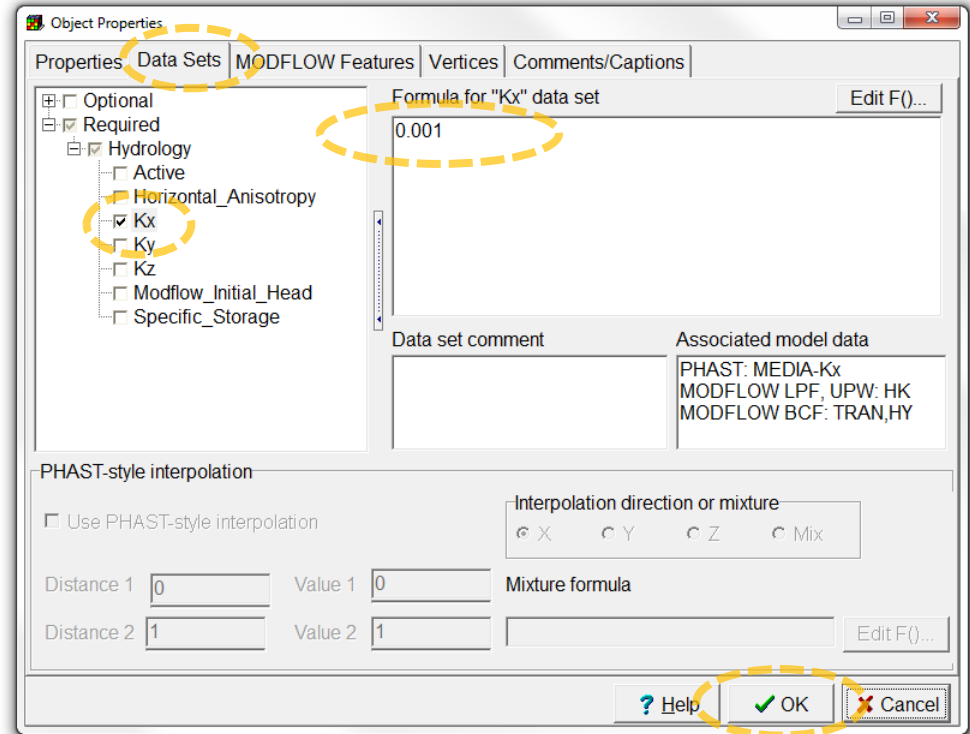 Object Properties
Properties Data Sets MODFLOW Features Vertices Comments/Captions
Optional
Required
Hydrology
Active
Horizontal_Anisotropy
Kx
Ky
Kz
Modflow_Initial_Head
Specific_Storage
Formula for "Kx" data set
Edit F()...
0.001
Data set comment
Associated model data
PHAST: MEDIA-Kx
MODFLOW LPF, UPW: HK
MODFLOW BCF: TRAN,HY
PHAST-style interpolation
Use PHAST-style interpolation
Interpolation direction or mixture
X Y Z Mix
Distance 1 0 Value 1 0 Mixture formula
Distance 2 1 Value 2 1 Edit F()...
? Help OK Cancel